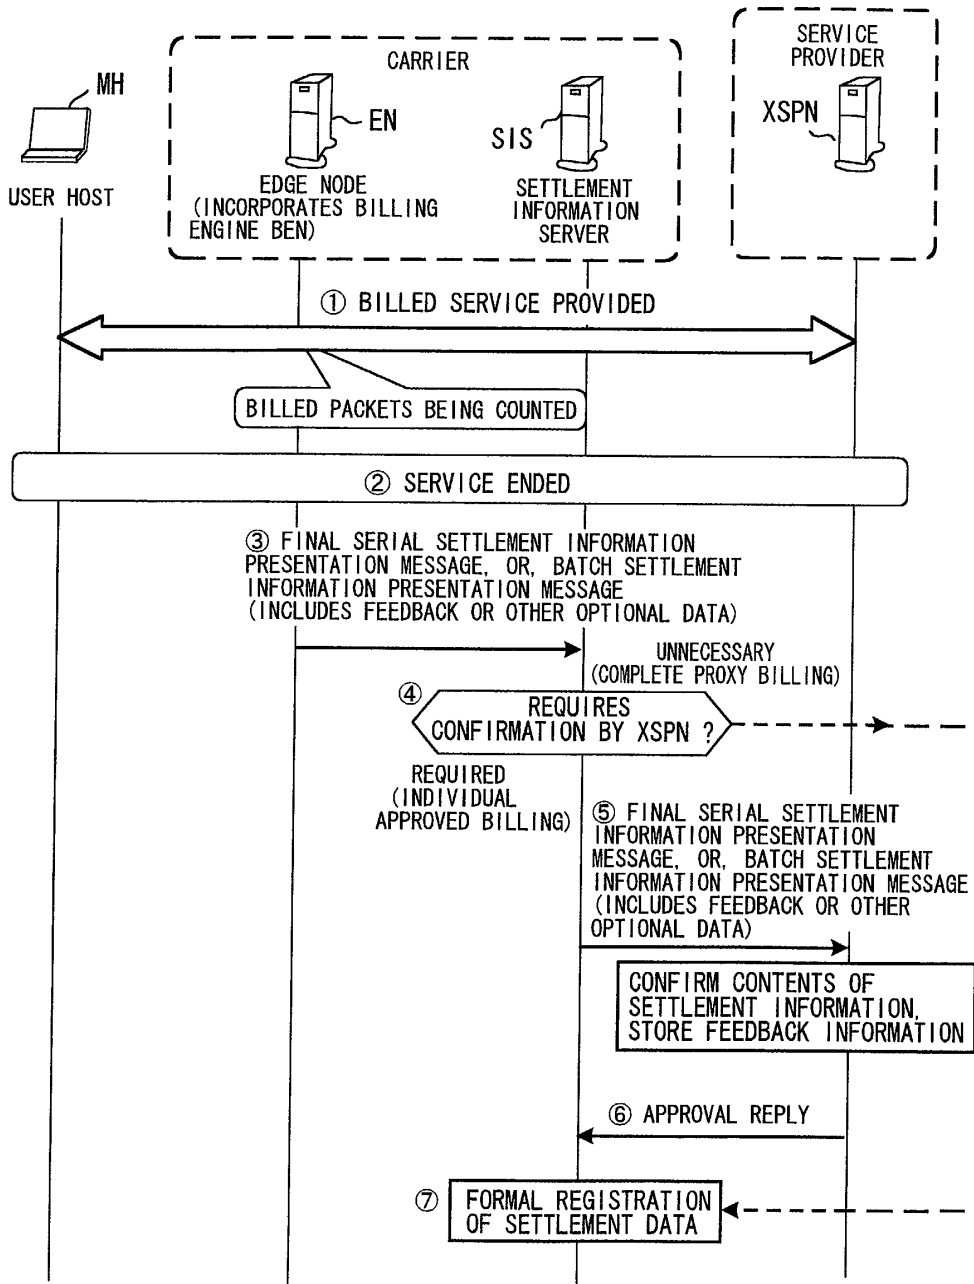 CARRIER
SERVICE
PROVIDER
MH
EN
SIS
XSPN
USER HOST
EDGE NODE
(INCORPORATES BILLING
ENGINE BEN)
SETTLEMENT
INFORMATION
SERVER
① BILLED SERVICE PROVIDED
BILLED PACKETS BEING COUNTED
② SERVICE ENDED
③ FINAL SERIAL SETTLEMENT INFORMATION
PRESENTATION MESSAGE, OR, BATCH SETTLEMENT
INFORMATION PRESENTATION MESSAGE
(INCLUDES FEEDBACK OR OTHER OPTIONAL DATA)
UNNECESSARY
(COMPLETE PROXY BILLING)
④
REQUIRES
CONFIRMATION BY XSPN ?
REQUIRED
(INDIVIDUAL
APPROVED BILLING)
⑤ FINAL SERIAL SETTLEMENT
INFORMATION PRESENTATION
MESSAGE, OR, BATCH SETTLEMENT
INFORMATION PRESENTATION MESSAGE
(INCLUDES FEEDBACK OR OTHER
OPTIONAL DATA)
CONFIRM CONTENTS OF
SETTLEMENT INFORMATION,
STORE FEEDBACK INFORMATION
⑥ APPROVAL REPLY
⑦
FORMAL REGISTRATION
OF SETTLEMENT DATA